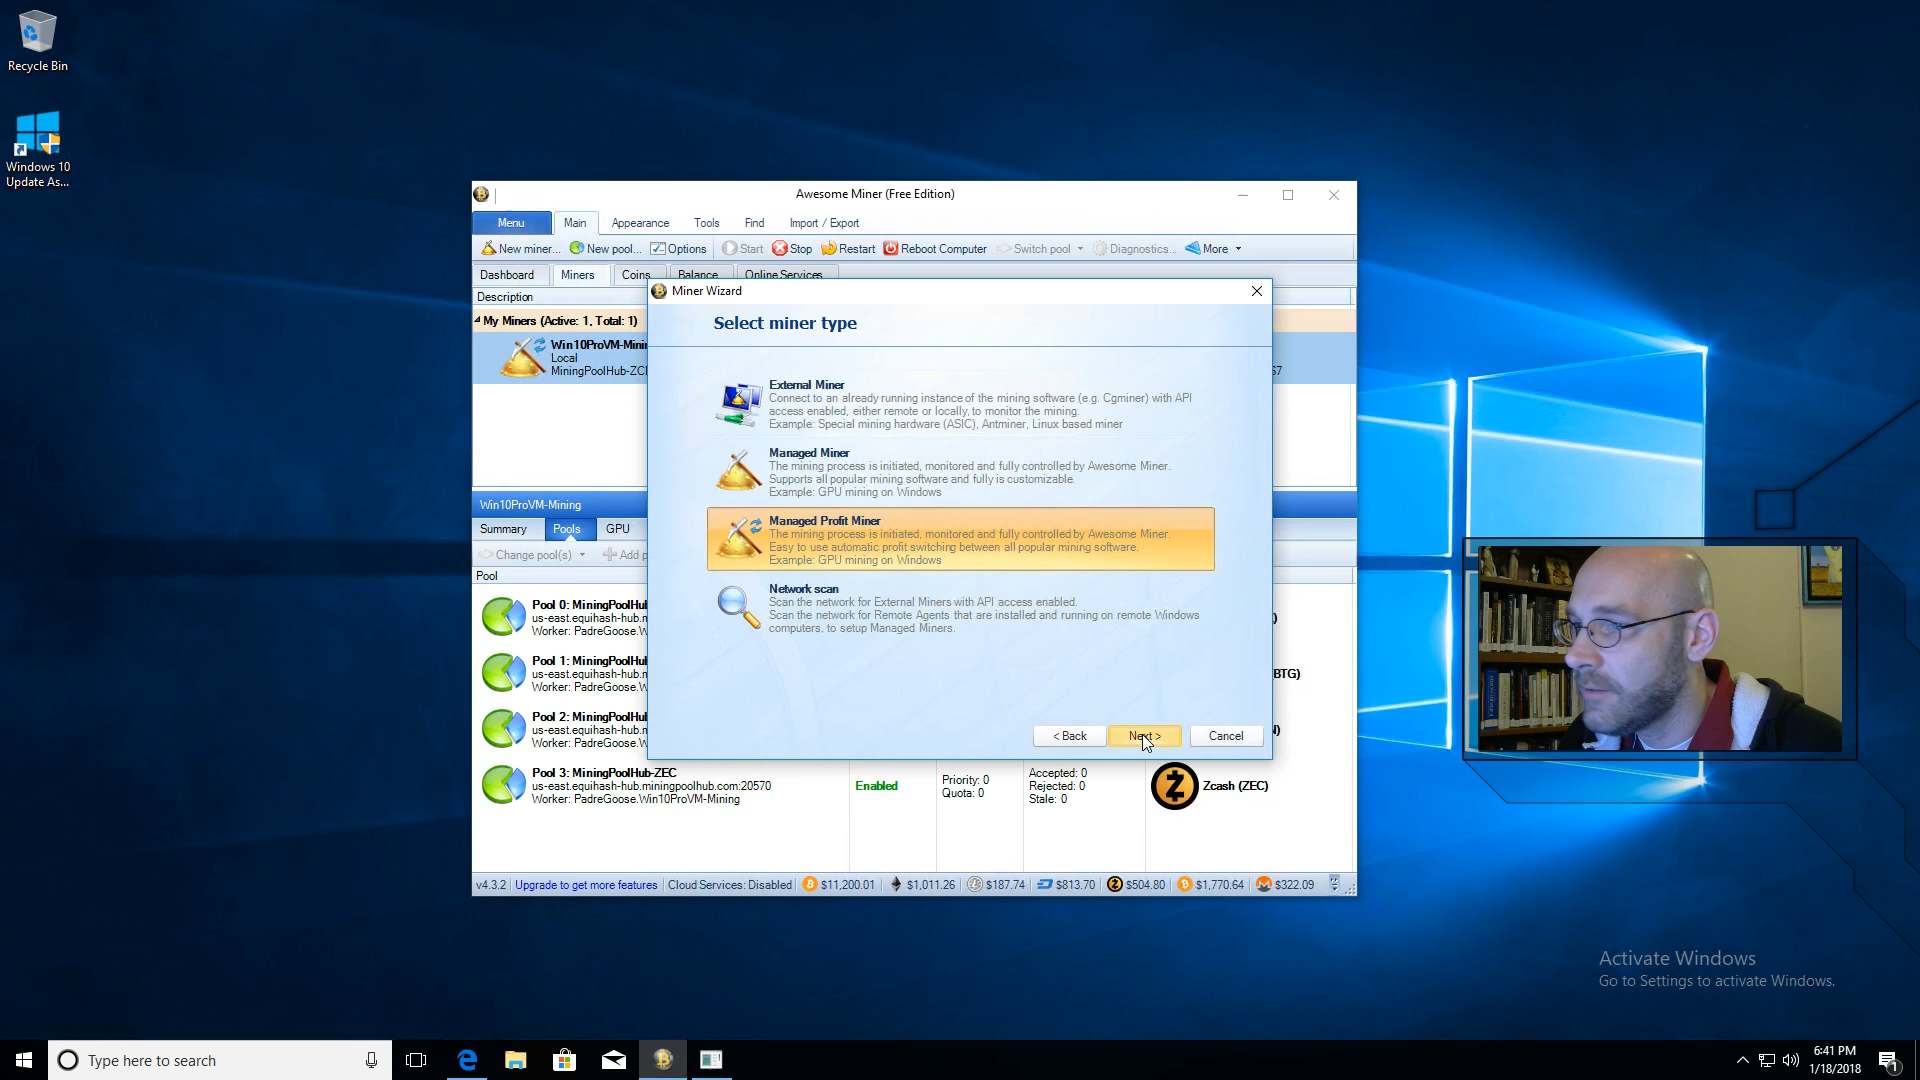 Recycle Bin
Windows 10
Update As...
Awesome Miner (Free Edition)
Menu
Main
Appearance
Tools
Find
Import / Export
New miner...
New pool...
Options
Start
Stop
Restart
Reboot Computer
Switch pool
Diagnostics...
More
Dashboard
Miners
Coins
Balance
Online Services
Description
My Miners (Active: 1, Total: 1)
Win10ProVM-Minin
Local
MiningPoolHub-ZC
67
Miner Wizard
Select miner type
External Miner
Connect to an already running instance of the mining software (e.g. Cgminer) with API
access enabled, either remote or locally, to monitor the mining.
Example: Special mining hardware (ASIC), Antminer, Linux based miner
Managed Miner
The mining process is initiated, monitored and fully controlled by Awesome Miner.
Supports all popular mining software and fully is customizable.
Example: GPU mining on Windows
Managed Profit Miner
The mining process is initiated, monitored and fully controlled by Awesome Miner.
Easy to use automatic profit switching between all popular mining software.
Example: GPU mining on Windows
Network scan
Scan the network for External Miners with API access enabled.
Scan the network for Remote Agents that are installed and running on remote Windows
computers, to setup Managed Miners.
< Back
Next >
Cancel
Win10ProVM-Mining
Summary
Pools
GPU
Change pool(s)
Add p
Pool
Pool 0: MiningPoolHul
us-east.equihash-hub.m
Worker: PadreGoose.W
Pool 1: MiningPoolHul
us-east.equihash-hub.m
Worker: PadreGoose.W
BTG)
Pool 2: MiningPoolHul
us-east.equihash-hub.m
Worker: PadreGoose.W
Pool 3: MiningPoolHub-ZEC
us-east.equihash-hub.miningpoolhub.com:20570
Worker: PadreGoose.Win10ProVM-Mining
Enabled
Priority: 0
Quota: 0
Accepted: 0
Rejected: 0
Stale: 0
Zcash (ZEC)
v4.3.2
Upgrade to get more features
Cloud Services: Disabled
$11,200.01
$1,011.26
$187.74
$813.70
$504.80
$1,770.64
$322.09
Activate Windows
Go to Settings to activate Windows.
Type here to search
6:41 PM
1/18/2018
1